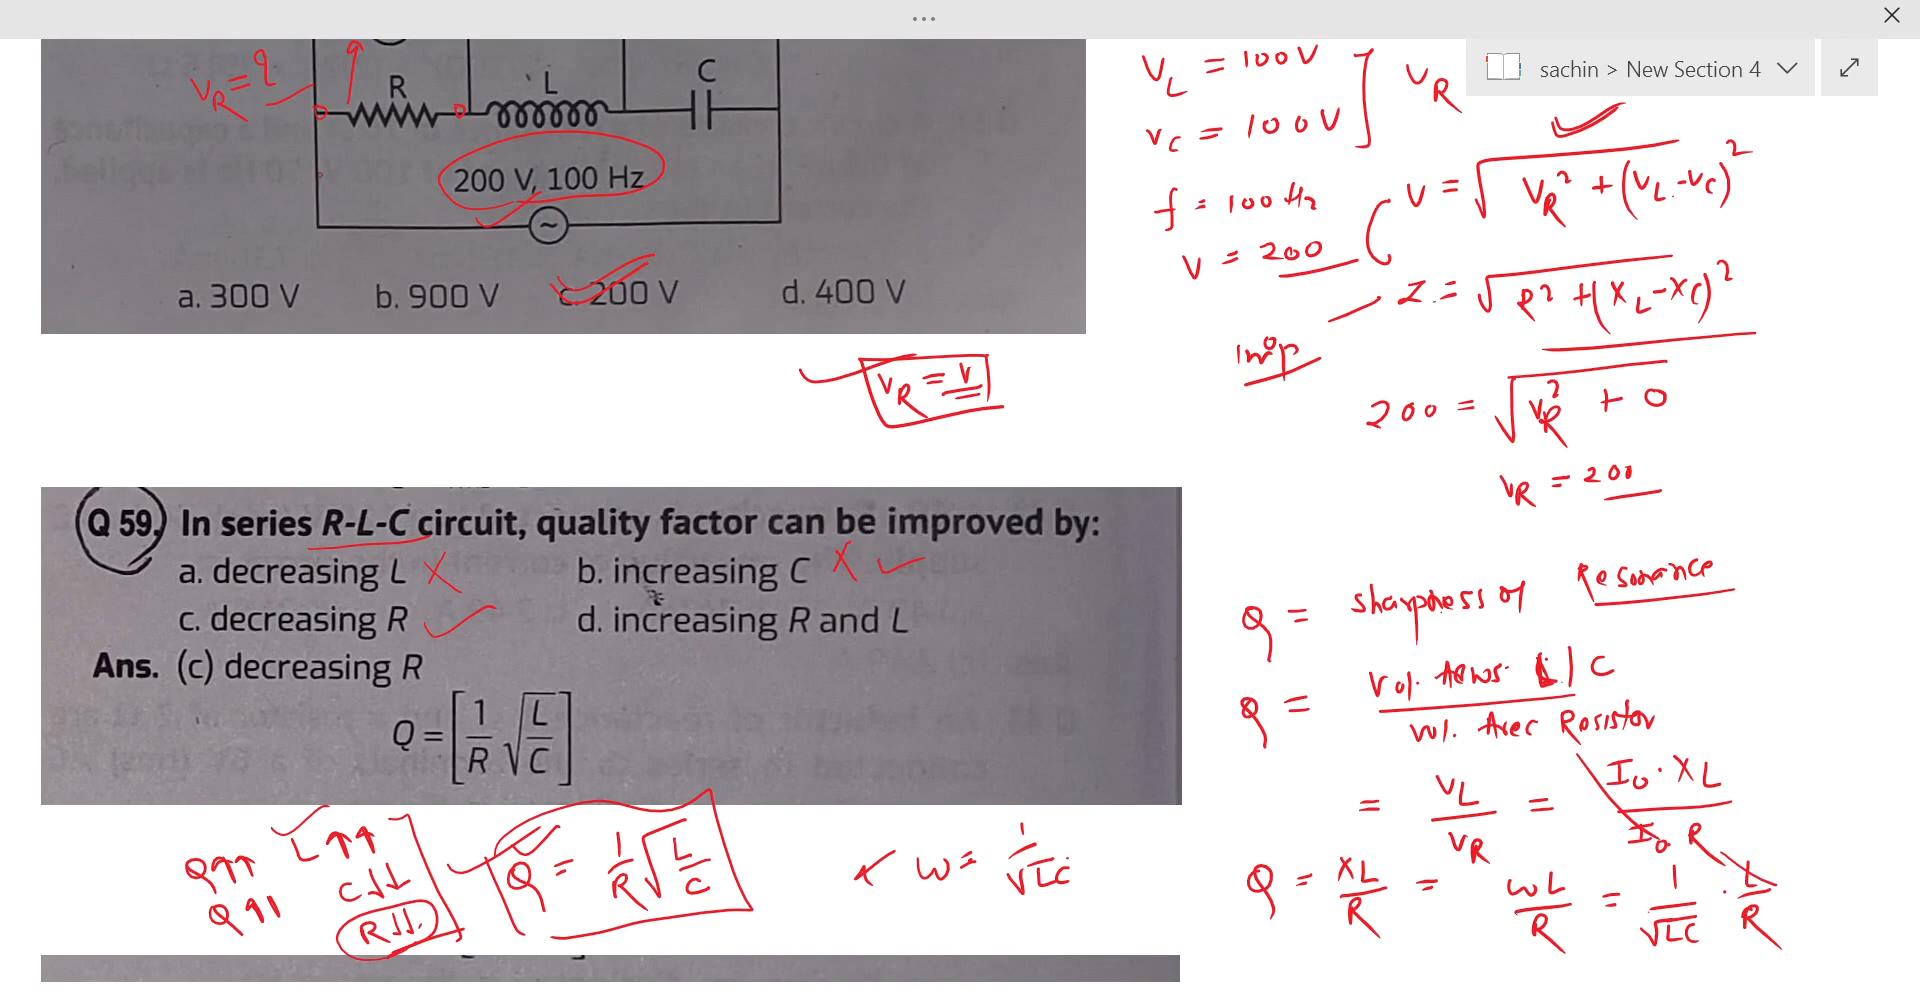 sachin > New Section 4
V_R = ?
R
L
C
200 V, 100 Hz
~
a. 300 V b. 900 V c. 200 V d. 400 V
V_L = 100 V
V_C = 100 V
V_R
f = 100 Hz
V = 200
V = √V_R² + (V_L - V_C)²
Z = √R² + (X_L - X_C)²
Imp
V_R = V
200 = √V_R² + 0
V_R = 200
Q 59. In series R-L-C circuit, quality factor can be improved by:
a. decreasing L b. increasing C
c. decreasing R d. increasing R and L
Ans. (c) decreasing R
Q = [1/R √L/C]
Q = sharpness of Resonance
Q = Vol. Acros L/C
Vol. Acec Resistor
= V_L/V_R = I₀·X_L/I₀ R
Q = X_L/R = ωL/R = 1/√LC · L/R
Q↑↑ L↑↑
Q↑↑ C↓↓
R↓↓
Q = 1/R √L/C
ω = 1/√LC